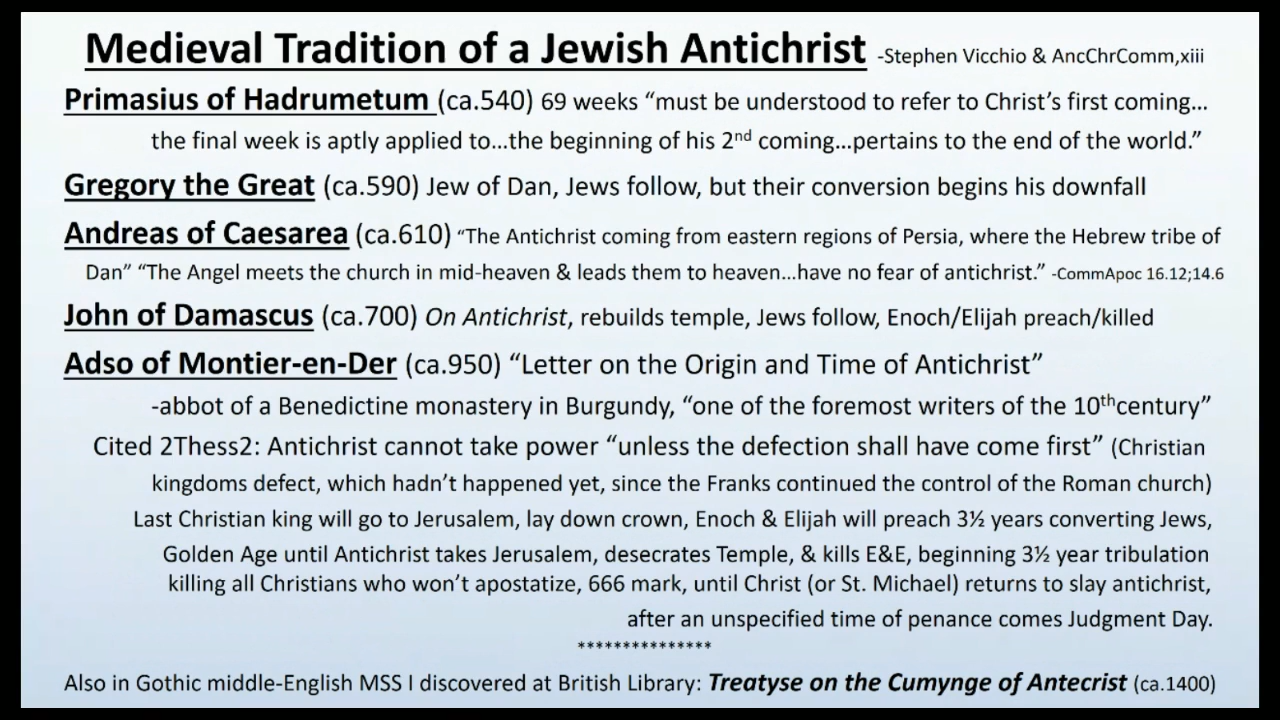 Medieval Tradition of a Jewish Antichrist -Stephen Vicchio & AncChrComm,xiii
Primasius of Hadrumetum (ca.540) 69 weeks “must be understood to refer to Christ’s first coming…
the final week is aptly applied to…the beginning of his 2nd coming…pertains to the end of the world.”
Gregory the Great (ca.590) Jew of Dan, Jews follow, but their conversion begins his downfall
Andreas of Caesarea (ca.610) “The Antichrist coming from eastern regions of Persia, where the Hebrew tribe of
Dan” “The Angel meets the church in mid-heaven & leads them to heaven…have no fear of antichrist.” -CommApoc 16.12;14.6
John of Damascus (ca.700) On Antichrist, rebuilds temple, Jews follow, Enoch/Elijah preach/killed
Adso of Montier-en-Der (ca.950) “Letter on the Origin and Time of Antichrist”
-abbot of a Benedictine monastery in Burgundy, “one of the foremost writers of the 10thcentury”
Cited 2Thess2: Antichrist cannot take power “unless the defection shall have come first” (Christian
kingdoms defect, which hadn’t happened yet, since the Franks continued the control of the Roman church)
Last Christian king will go to Jerusalem, lay down crown, Enoch & Elijah will preach 3½ years converting Jews,
Golden Age until Antichrist takes Jerusalem, desecrates Temple, & kills E&E, beginning 3½ year tribulation
killing all Christians who won’t apostatize, 666 mark, until Christ (or St. Michael) returns to slay antichrist,
after an unspecified time of penance comes Judgment Day.
***************
Also in Gothic middle-English MSS I discovered at British Library: Treatyse on the Cumynge of Antecrist (ca.1400)